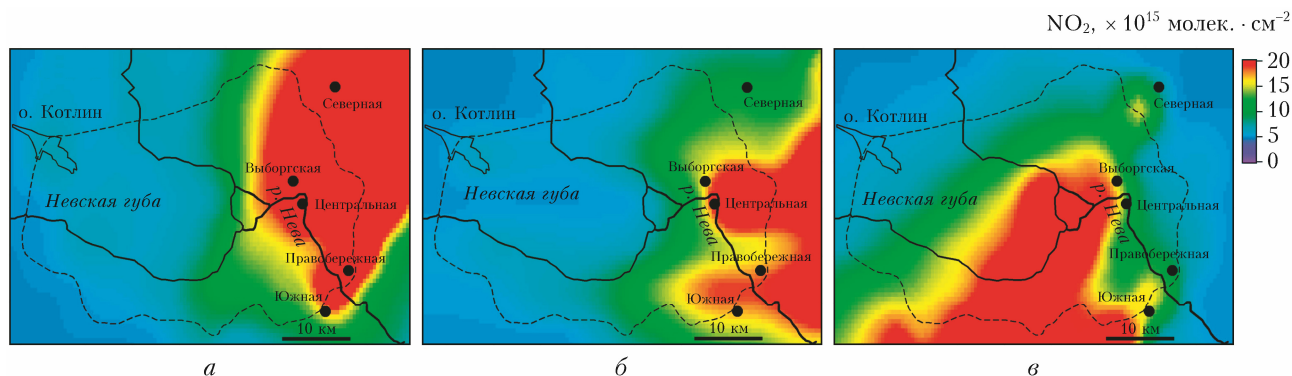 NO₂, × 10¹⁵ молек. · см⁻²
Северная
о. Котлин
Выборгская
Невская губа
Центральная
р. Нева
Правобережная
Южная
10 км
а
Северная
о. Котлин
Выборгская
Невская губа
Центральная
р. Нева
Правобережная
Южная
10 км
б
Северная
о. Котлин
Выборгская
Невская губа
Центральная
р. Нева
Правобережная
Южная
10 км
в
20
15
10
5
0